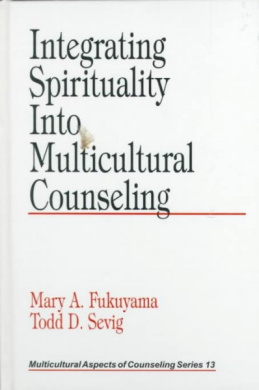 Integrating
Spirituality
Into
Multicultural
Counseling
Mary A. Fukuyama
Todd D. Sevig
Multicultural Aspects of Counseling Series 13